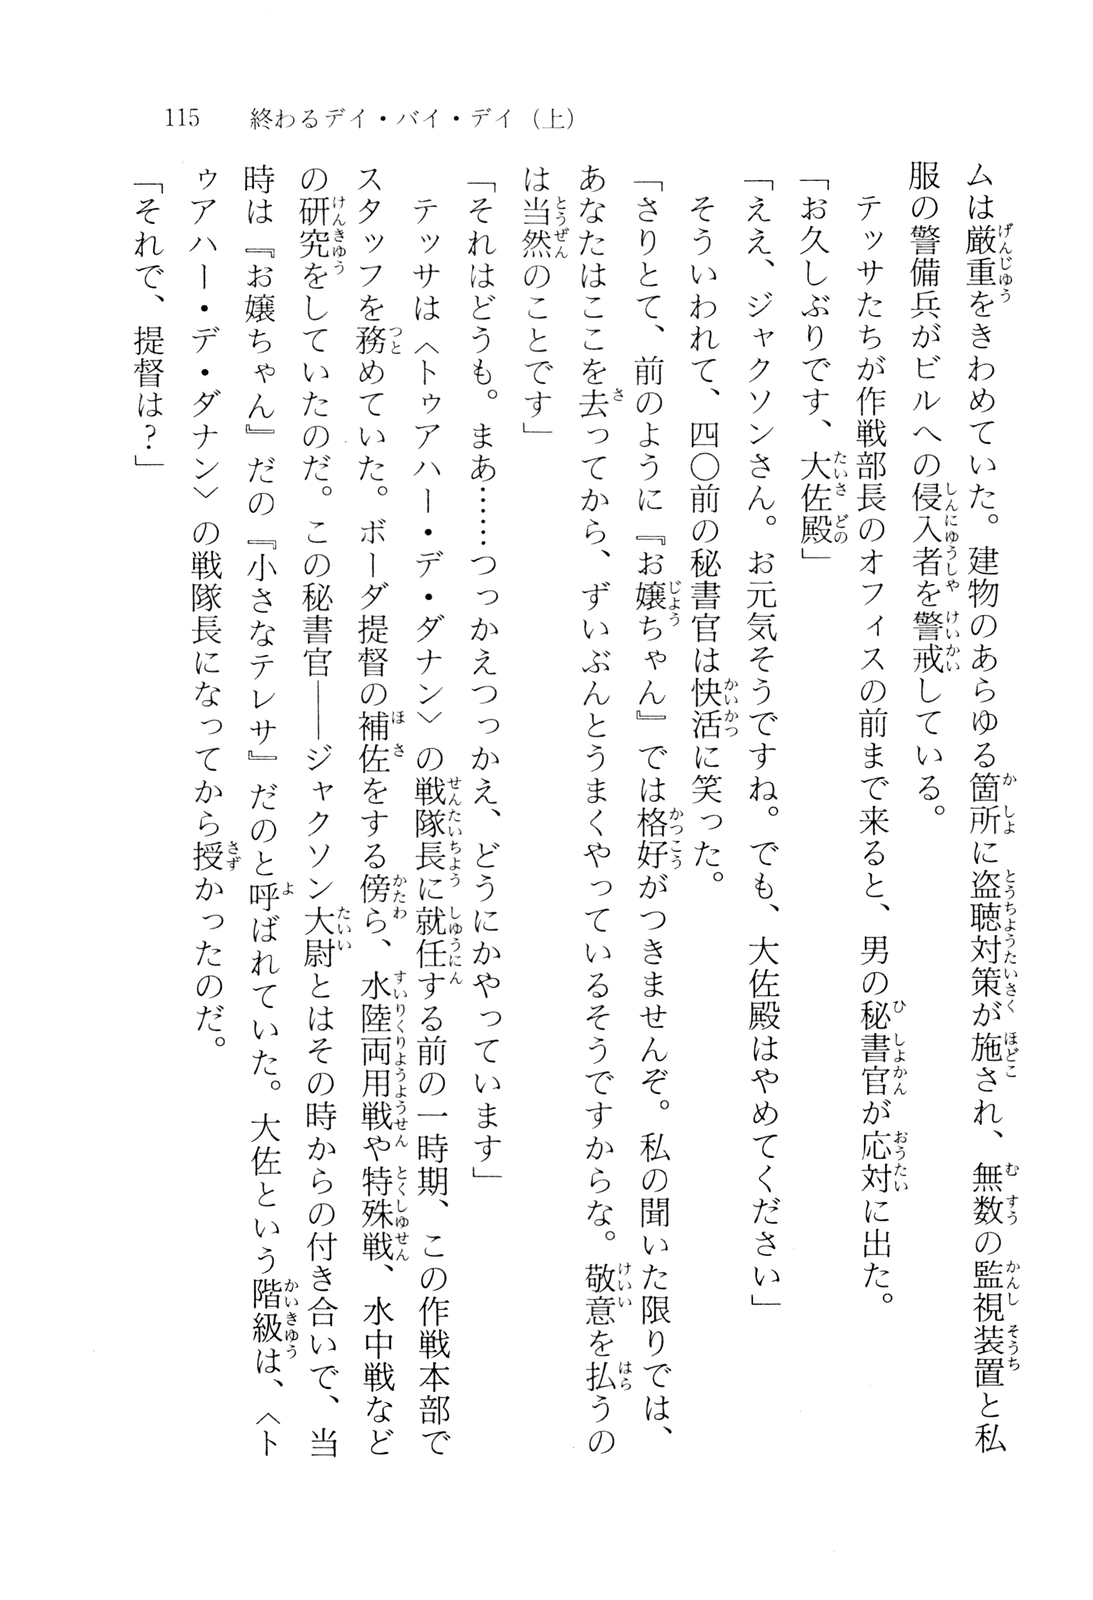 115　終わるデイ・バイ・デイ（上）
ムは厳重をきわめていた。建物のあらゆる箇所に盗聴対策が施され、無数の監視装置と私
服の警備兵がビルへの侵入者を警戒している。
　テッサたちが作戦部長のオフィスの前まで来ると、男の秘書官が応対に出た。
「お久しぶりです、大佐殿」
「ええ、ジャクソンさん。お元気そうですね。でも、大佐殿はやめてください」
　そういわれて、四〇前の秘書官は快活に笑った。
「さりとて、前のように『お嬢ちゃん』では格好がつきませんぞ。私の聞いた限りでは、
あなたはここを去ってから、ずいぶんとうまくやっているそうですからな。敬意を払うの
は当然のことです」
「それはどうも。まあ……つっかえつっかえ、どうにかやっています」
　テッサは〈トゥアハー・デ・ダナン〉の戦隊長に就任する前の一時期、この作戦本部で
スタッフを務めていた。ボーダ提督の補佐をする傍ら、水陸両用戦や特殊戦、水中戦など
の研究をしていたのだ。この秘書官――ジャクソン大尉とはその時からの付き合いで、当
時は『お嬢ちゃん』だの『小さなテレサ』だのと呼ばれていた。大佐という階級は、〈ト
ゥアハー・デ・ダナン〉の戦隊長になってから授かったのだ。
「それで、提督は？」